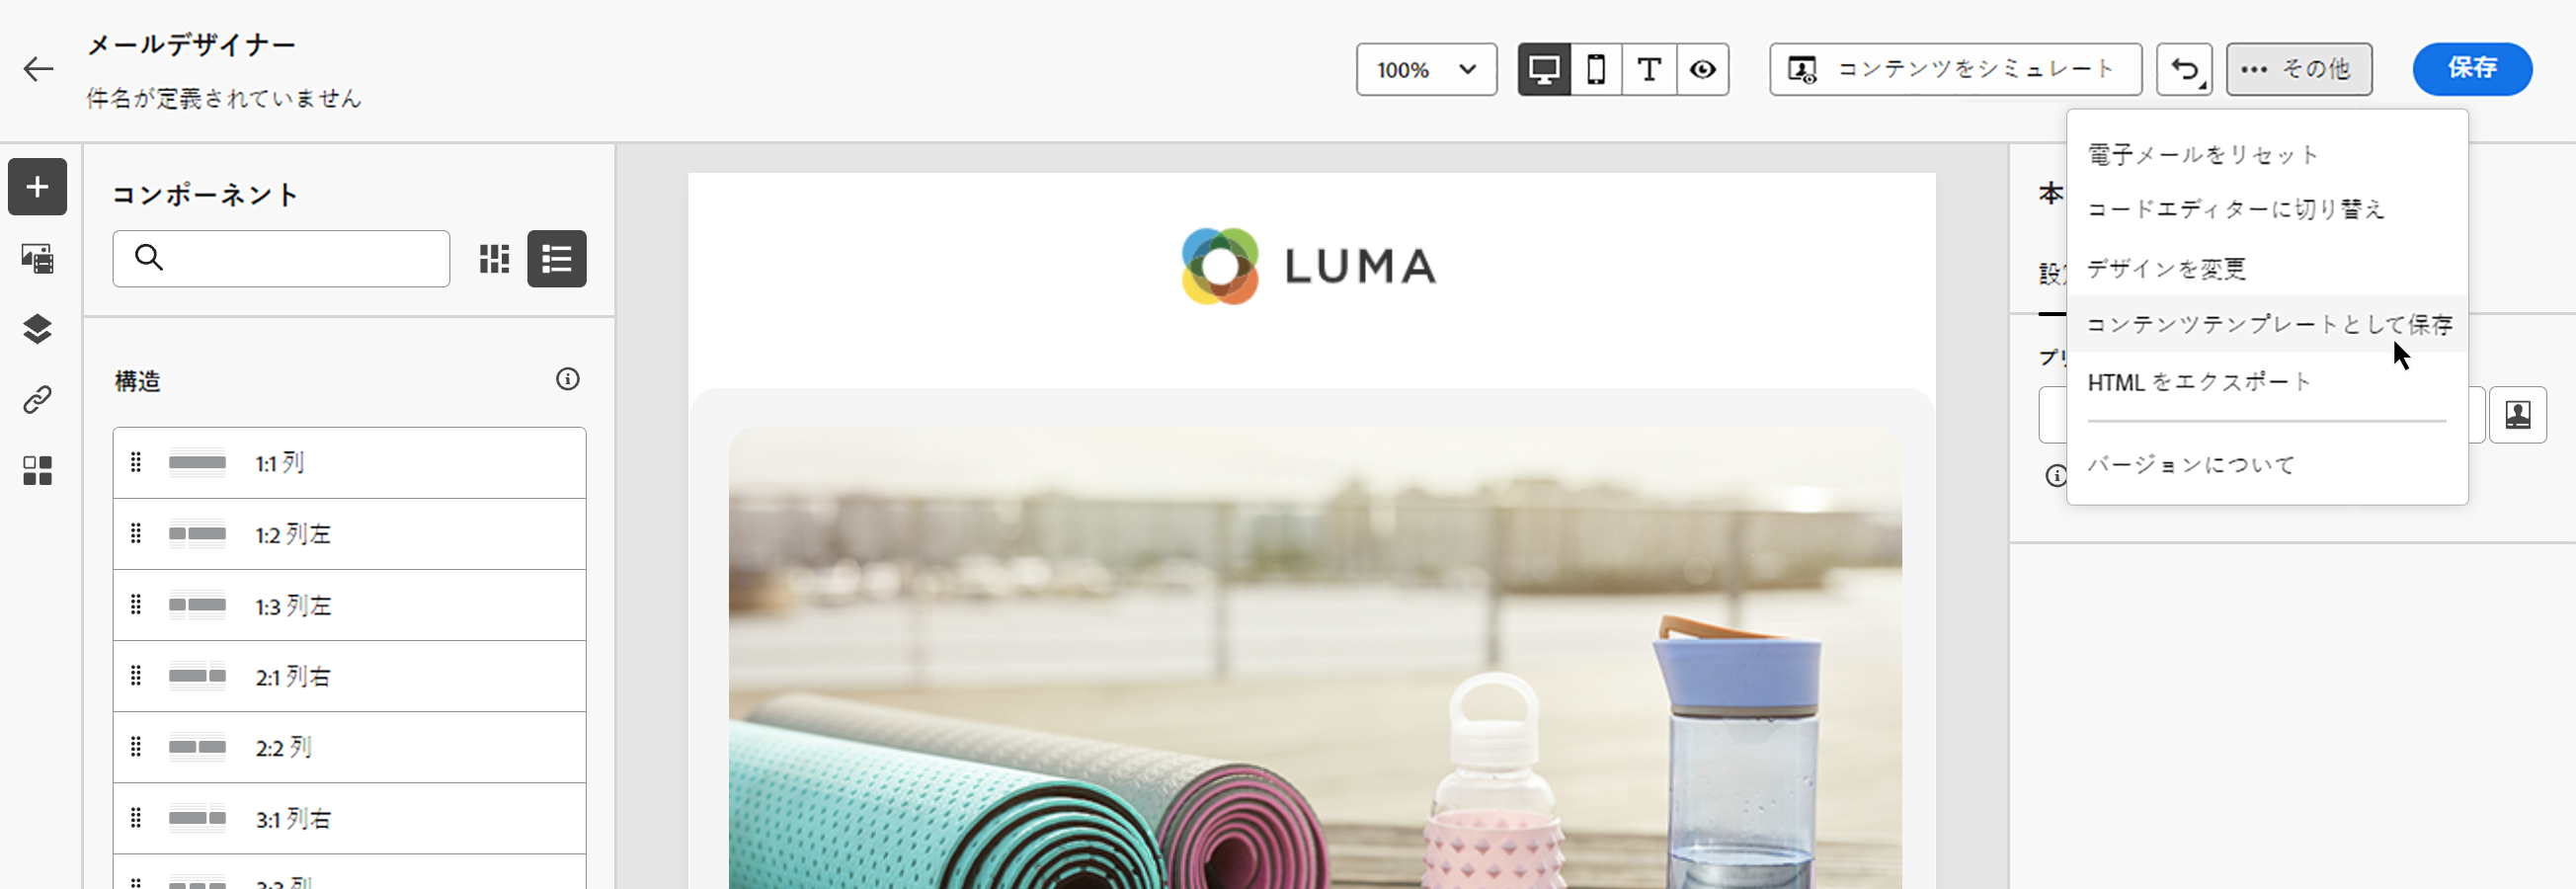 メールデザイナー
件名が定義されていません
100%
コンテンツをシミュレート
その他
保存
コンポーネント
構造
1:1 列
1:2 列左
1:3 列左
2:1 列右
2:2 列
3:1 列右
LUMA
本
電子メールをリセット
コードエディターに切り替え
デザインを変更
コンテンツテンプレートとして保存
HTML をエクスポート
バージョンについて